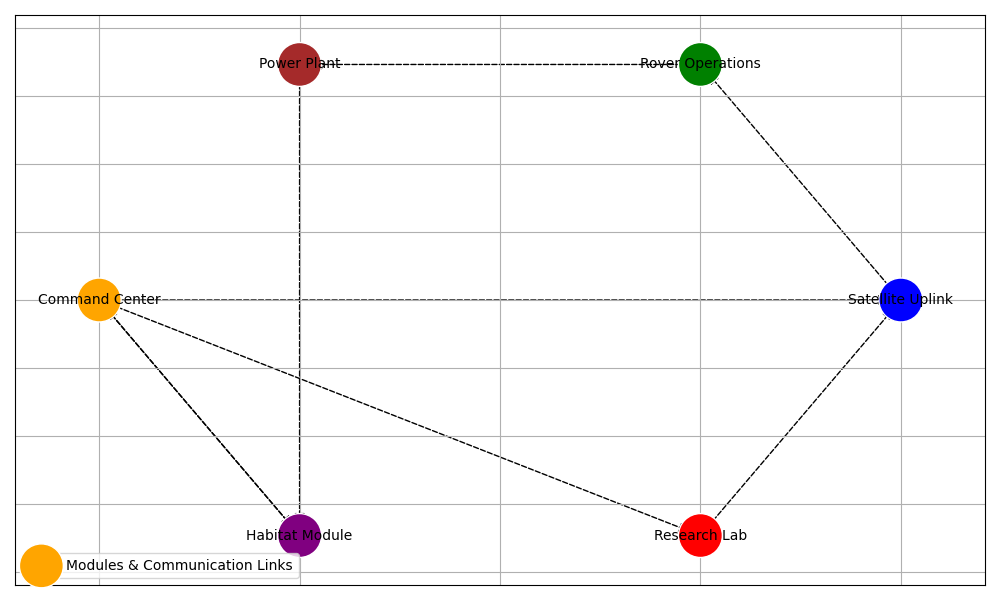 Power Plant
Rover Operations
Command Center
Satellite Uplink
Habitat Module
Research Lab
Modules & Communication Links